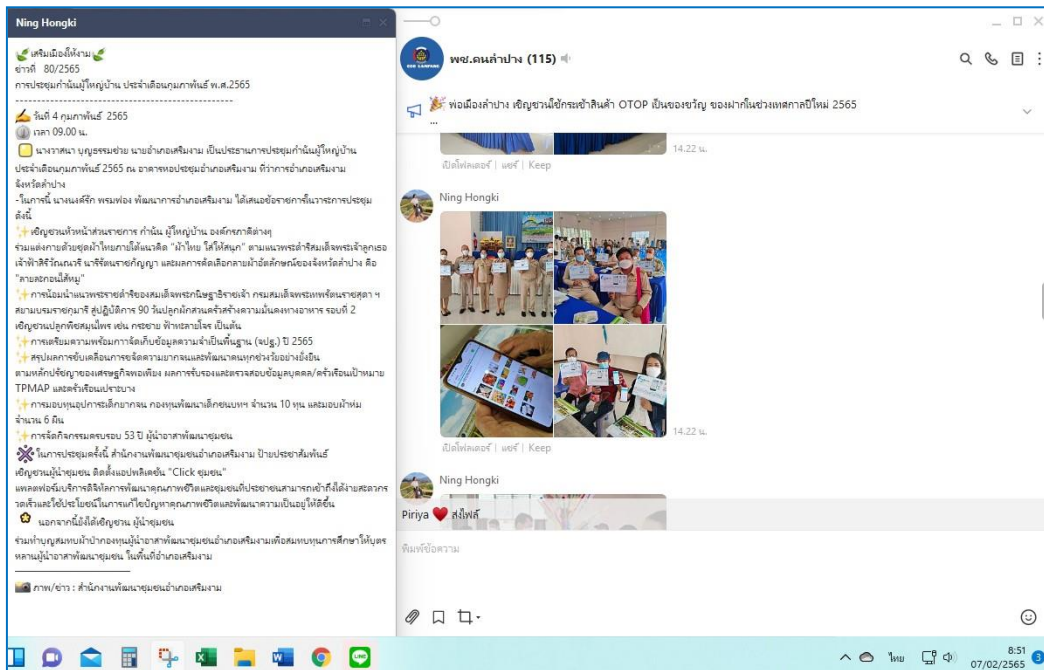 Ning Hongki
🌿เสริมเมืองให้งาม🌿
ข่าวที่ 80/2565
การประชุมกำนันผู้ใหญ่บ้าน ประจำเดือนกุมภาพันธ์ พ.ศ.2565
------------------------------------------------
✍️ วันที่ 4 กุมภาพันธ์ 2565
เวลา 09.00 น.
นางวาสนา บุญธรรมช่วย นายอำเภอเสริมงาม เป็นประธานการประชุมกำนันผู้ใหญ่บ้าน
ประจำเดือนกุมภาพันธ์ 2565 ณ อาคารหอประชุมอำเภอเสริมงาม ที่ว่าการอำเภอเสริมงาม
จังหวัดลำปาง
-ในการนี้ นางนงค์รัก พรมฟอง พัฒนาการอำเภอเสริมงาม ได้เสนอข้อราชการในวาระการประชุม
ดังนี้
✨เชิญชวนหัวหน้าส่วนราชการ กำนัน ผู้ใหญ่บ้าน องค์กรภาคีต่างๆ
ร่วมแต่งกายด้วยชุดผ้าไทยภายใต้แนวคิด "ผ้าไทย ใส่ให้สนุก" ตามแนวพระดำริสมเด็จพระเจ้าลูกเธอ
เจ้าฟ้าสิริวัณณวรี นารีรัตนราชกัญญา และผลการคัดเลือกลายผ้าอัตลักษณ์ของจังหวัดลำปาง คือ
"ลายละกอนไส้หมู"
✨การน้อมนำแนวพระราชดำริของสมเด็จพระกนิษฐาธิราชเจ้า กรมสมเด็จพระเทพรัตนราชสุดา ฯ
สยามบรมราชกุมารี สู่ปฏิบัติการ 90 วันปลูกผักสวนครัวสร้างความมั่นคงทางอาหาร รอบที่ 2
เชิญชวนปลูกพืชสมุนไพร เช่น กระชาย ฟ้าทะลายโจร เป็นต้น
✨การเตรียมความพร้อมการจัดเก็บข้อมูลความจำเป็นพื้นฐาน (จปฐ.) ปี 2565
✨สรุปผลการขับเคลื่อนการขจัดความยากจนและพัฒนาคนทุกช่วงวัยอย่างยั่งยืน
ตามหลักปรัชญาของเศรษฐกิจพอเพียง ผลการรับรองและตรวจสอบข้อมูลบุคคล/ครัวเรือนเป้าหมาย
TPMAP และครัวเรือนเปราะบาง
✨การมอบทุนอุปการะเด็กยากจน กองทุนพัฒนาเด็กชนบทฯ จำนวน 10 ทุน และมอบผ้าห่ม
จำนวน 6 ผืน
✨การจัดกิจกรรมครบรอบ 53 ปี ผู้นำอาสาพัฒนาชุมชน
ในการประชุมครั้งนี้ สำนักงานพัฒนาชุมชนอำเภอเสริมงาม ป้ายประชาสัมพันธ์
เชิญชวนผู้นำชุมชน ติดตั้งแอปพลิเคชั่น "Click ชุมชน"
แพลตฟอร์มบริการดิจิทัลการพัฒนาคุณภาพชีวิตและชุมชนที่ประชาชนสามารถเข้าถึงได้ง่ายสะดวกร
วดเร็วและใช้ประโยชน์ในการแก้ไขปัญหาคุณภาพชีวิตและพัฒนาความเป็นอยู่ให้ดีขึ้น
นอกจากนี้ยังได้เชิญชวน ผู้นำชุมชน
ร่วมทำบุญสมทบผ้าป่ากองทุนผู้นำอาสาพัฒนาชุมชนอำเภอเสริมงามเพื่อสมทบทุนการศึกษาให้บุตร
หลานผู้นำอาสาพัฒนาชุมชน ในพื้นที่อำเภอเสริมงาม
📷 ภาพ/ข่าว : สำนักงานพัฒนาชุมชนอำเภอเสริมงาม
พช.คนลำปาง (115)
🎉 พ่อเมืองลำปาง เชิญชวนใช้กระเช้าสินค้า OTOP เป็นของขวัญ ของฝากในช่วงเทศกาลปีใหม่ 2565
...
14.22 น.
เปิดโฟลเดอร์ | แชร์ | Keep
Ning Hongki
14.22 น.
เปิดโฟลเดอร์ | แชร์ | Keep
Ning Hongki
Piriya ❤️ ส่งไฟล์
พิมพ์ข้อความ
ไทย
8:51
07/02/2565
3